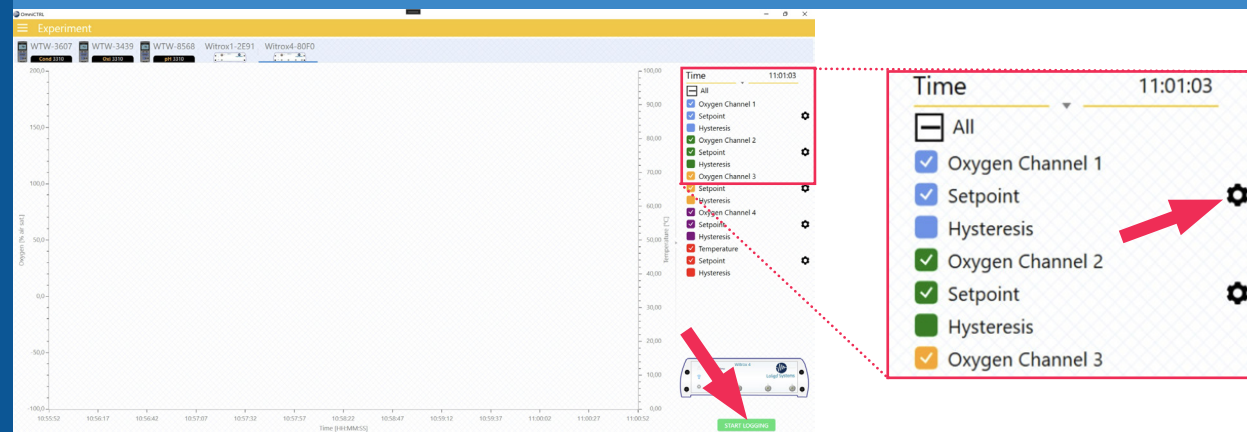 OmniCTRL
Experiment
WTW-3607
Cond 3310
WTW-3439
Oxi 3310
WTW-8568
pH 3310
Witrox1-2E91
Witrox4-80F0
200,0
150,0
100,0
50,0
0,0
-50,0
-100,0
Oxygen [% air sat.]
100,00
90,00
80,00
70,00
60,00
50,00
40,00
30,00
20,00
10,00
0,00
Temperature [°C]
10:55:52 10:56:17 10:56:42 10:57:07 10:57:32 10:57:57 10:58:22 10:58:47 10:59:12 10:59:37 11:00:02 11:00:27 11:00:52
Time [HH:MM:SS]
Time 11:01:03
All
Oxygen Channel 1
Setpoint
Hysteresis
Oxygen Channel 2
Setpoint
Hysteresis
Oxygen Channel 3
Setpoint
Hysteresis
Oxygen Channel 4
Setpoint
Hysteresis
Temperature
Setpoint
Hysteresis
Witrox 4
Loligo Systems
START LOGGING
Time 11:01:03
All
Oxygen Channel 1
Setpoint
Hysteresis
Oxygen Channel 2
Setpoint
Hysteresis
Oxygen Channel 3